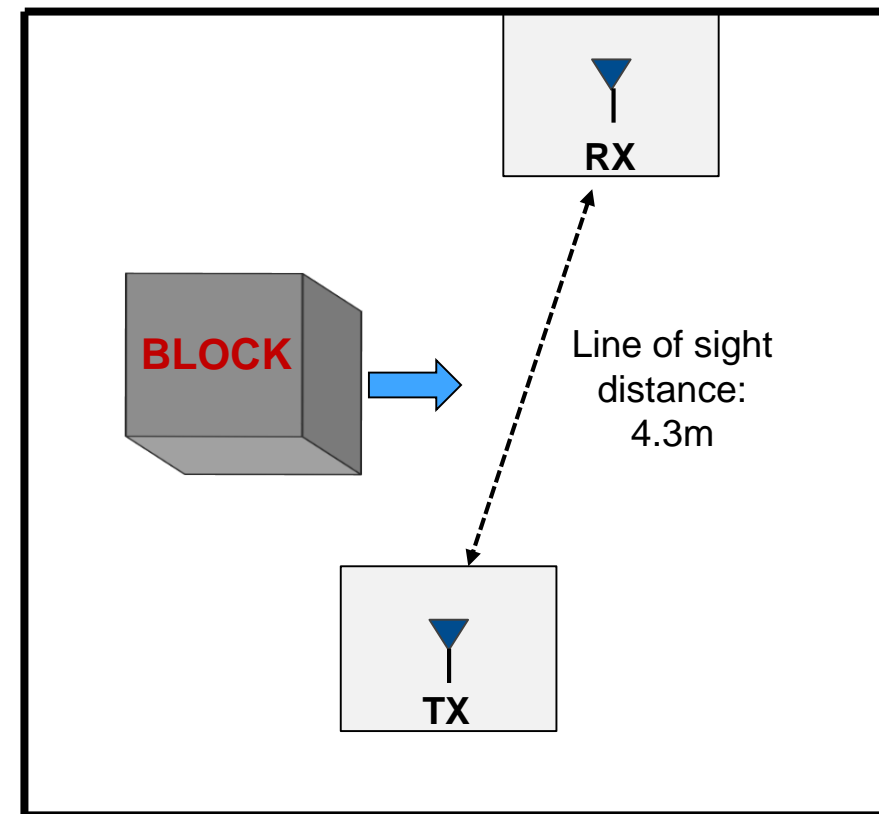 RX
BLOCK
Line of sight
distance:
4.3m
TX